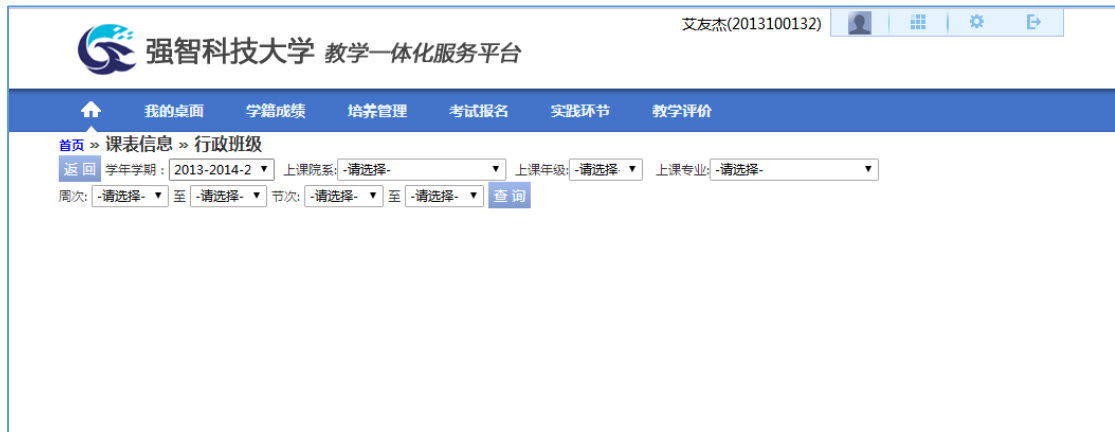 艾友杰(2013100132)
强智科技大学 教学一体化服务平台
我的桌面 学籍成绩 培养管理 考试报名 实践环节 教学评价
首页 » 课表信息 » 行政班级
返 回 学年学期： 2013-2014-2 上课院系: -请选择- 上课年级: -请选择- 上课专业: -请选择-
周次: -请选择- 至 -请选择- 节次: -请选择- 至 -请选择- 查 询